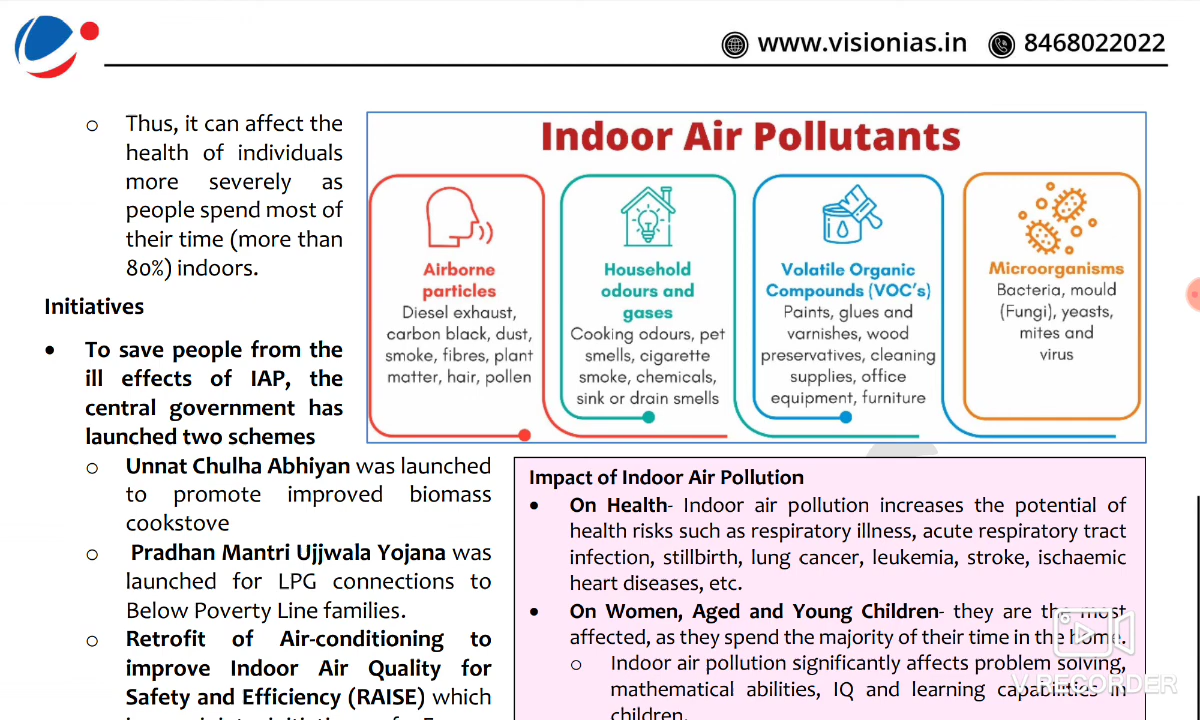 www.visionias.in 8468022022
Thus, it can affect the
health of individuals
more severely as
people spend most of
their time (more than
80%) indoors.
Initiatives
To save people from the
ill effects of IAP, the
central government has
launched two schemes
Unnat Chulha Abhiyan was launched
to promote improved biomass
cookstove
Pradhan Mantri Ujjwala Yojana was
launched for LPG connections to
Below Poverty Line families.
Retrofit of Air-conditioning to
improve Indoor Air Quality for
Safety and Efficiency (RAISE) which
Indoor Air Pollutants
Airborne
particles
Diesel exhaust,
carbon black, dust,
smoke, fibres, plant
matter, hair, pollen
Household
odours and
gases
Cooking odours, pet
smells, cigarette
smoke, chemicals,
sink or drain smells
Volatile Organic
Compounds (VOC's)
Paints, glues and
varnishes, wood
preservatives, cleaning
supplies, office
equipment, furniture
Microorganisms
Bacteria, mould
(Fungi), yeasts,
mites and
virus
Impact of Indoor Air Pollution
On Health- Indoor air pollution increases the potential of
health risks such as respiratory illness, acute respiratory tract
infection, stillbirth, lung cancer, leukemia, stroke, ischaemic
heart diseases, etc.
On Women, Aged and Young Children- they are the most
affected, as they spend the majority of their time in the home.
Indoor air pollution significantly affects problem solving,
mathematical abilities, IQ and learning capabilities in
children.
V RECORDER